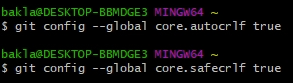 bakla@DESKTOP-BBMDGE3 MINGW64 ~
$ git config --global core.autocrlf true
bakla@DESKTOP-BBMDGE3 MINGW64 ~
$ git config --global core.safecrlf true